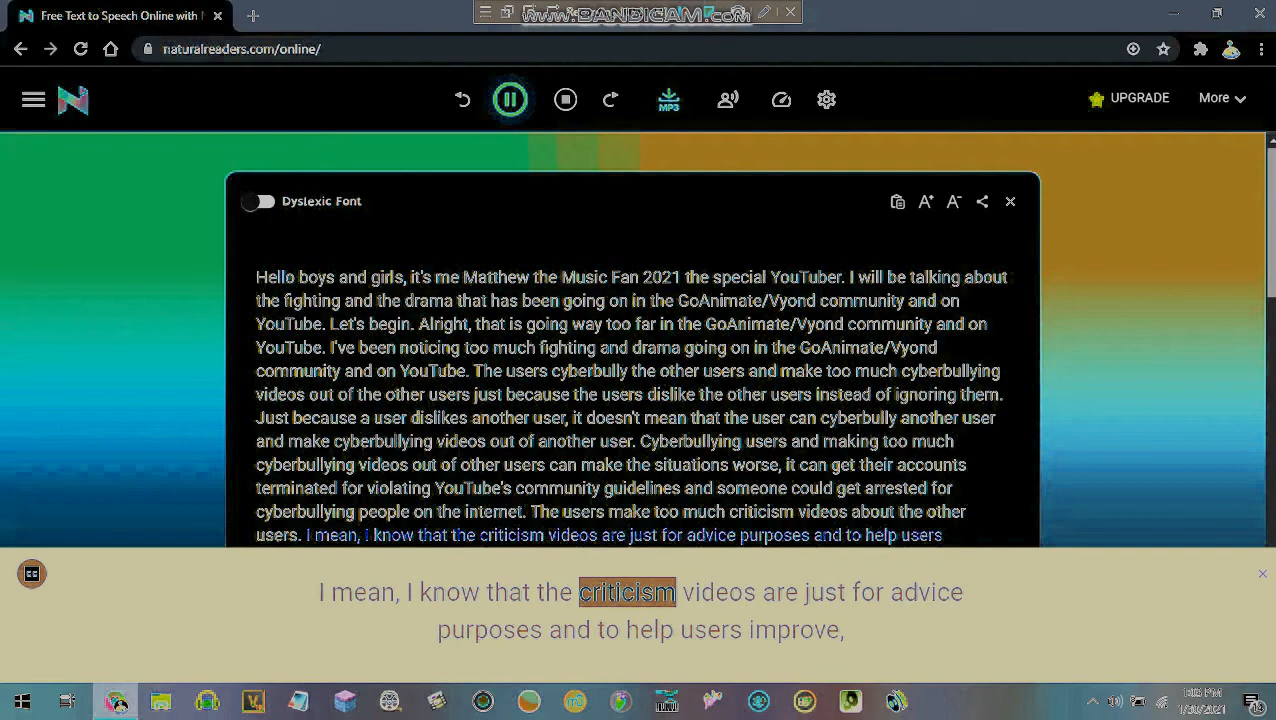 Free Text to Speech Online with N
www.BANDICAM.com
naturalreaders.com/online/
MP3
UPGRADE
More
Dyslexic Font
Hello boys and girls, it's me Matthew the Music Fan 2021 the special YouTuber. I will be talking about
the fighting and the drama that has been going on in the GoAnimate/Vyond community and on
YouTube. Let's begin. Alright, that is going way too far in the GoAnimate/Vyond community and on
YouTube. I've been noticing too much fighting and drama going on in the GoAnimate/Vyond
community and on YouTube. The users cyberbully the other users and make too much cyberbullying
videos out of the other users just because the users dislike the other users instead of ignoring them.
Just because a user dislikes another user, it doesn't mean that the user can cyberbully another user
and make cyberbullying videos out of another user. Cyberbullying users and making too much
cyberbullying videos out of other users can make the situations worse, it can get their accounts
terminated for violating YouTube's community guidelines and someone could get arrested for
cyberbullying people on the internet. The users make too much criticism videos about the other
users. I mean, I know that the criticism videos are just for advice purposes and to help users
I mean, I know that the criticism videos are just for advice
purposes and to help users improve,
1/30/2021